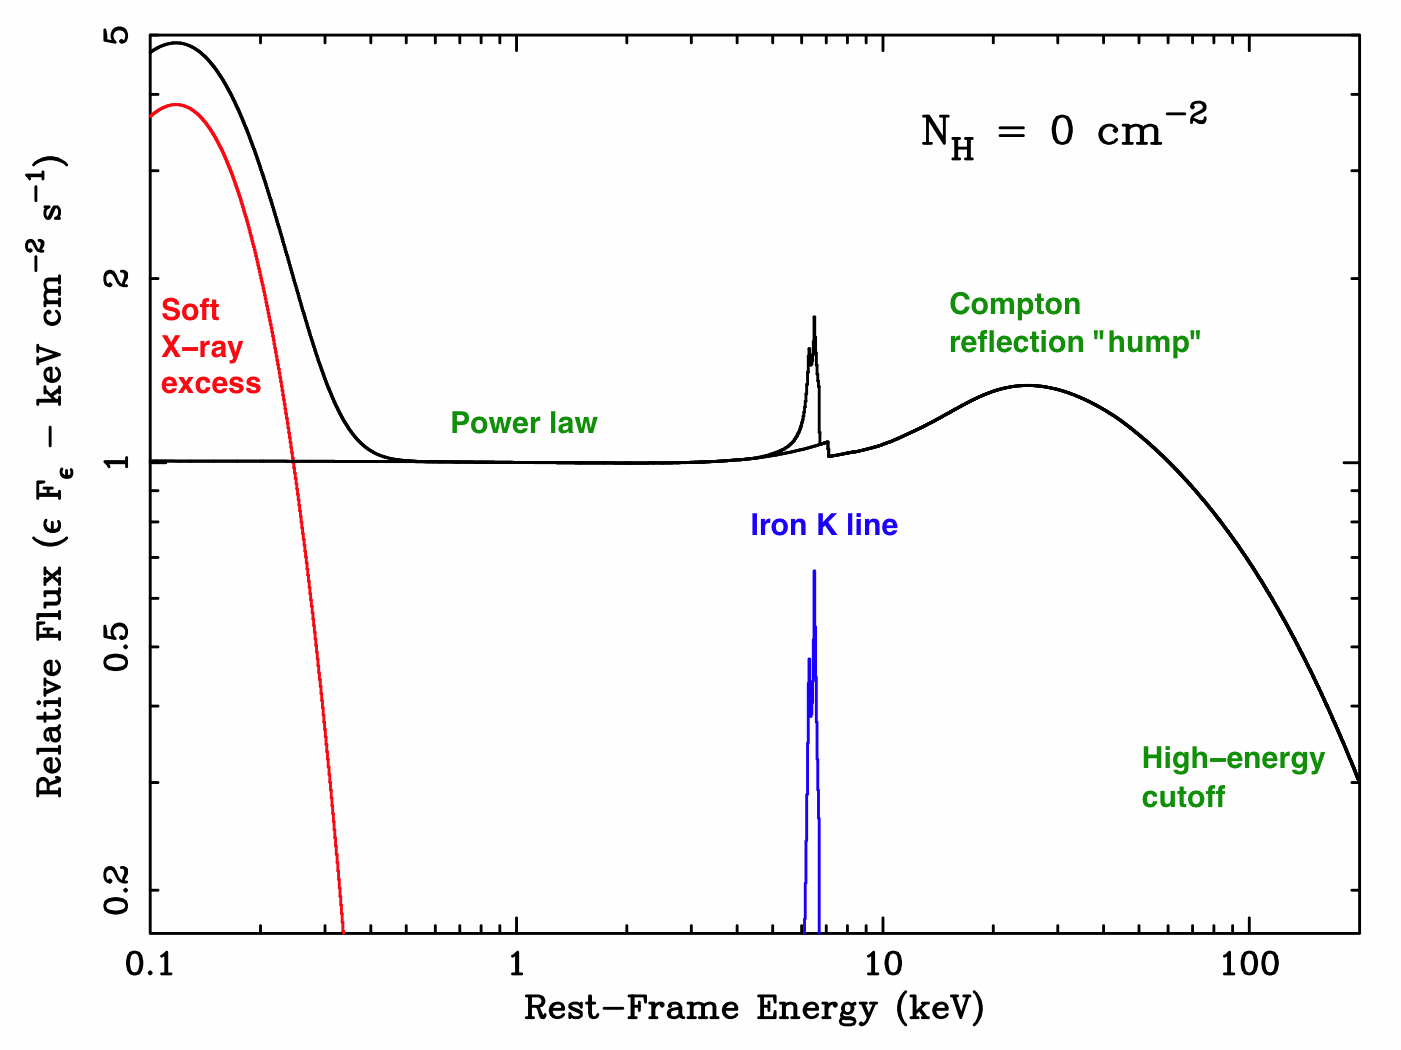 5
2
1
0.5
0.2
Relative Flux (ϵ F_ϵ – keV cm⁻² s⁻¹)
N_H = 0 cm⁻²
Soft
X–ray
excess
Power law
Compton
reflection "hump"
Iron K line
High–energy
cutoff
0.1 1 10 100
Rest–Frame Energy (keV)